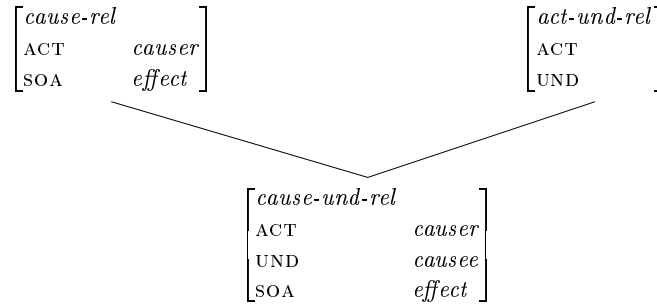 cause-rel
ACT causer
SOA effect
act-und-rel
ACT
UND
cause-und-rel
ACT causer
UND causee
SOA effect